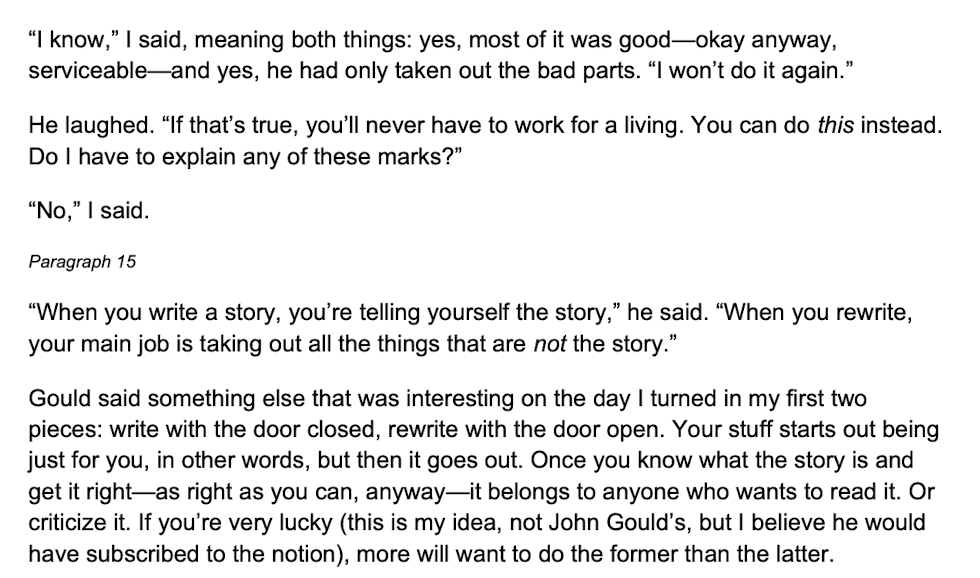 “I know,” I said, meaning both things: yes, most of it was good—okay anyway,
serviceable—and yes, he had only taken out the bad parts. “I won’t do it again.”
He laughed. “If that’s true, you’ll never have to work for a living. You can do this instead.
Do I have to explain any of these marks?”
“No,” I said.
Paragraph 15
“When you write a story, you’re telling yourself the story,” he said. “When you rewrite,
your main job is taking out all the things that are not the story.”
Gould said something else that was interesting on the day I turned in my first two
pieces: write with the door closed, rewrite with the door open. Your stuff starts out being
just for you, in other words, but then it goes out. Once you know what the story is and
get it right—as right as you can, anyway—it belongs to anyone who wants to read it. Or
criticize it. If you’re very lucky (this is my idea, not John Gould’s, but I believe he would
have subscribed to the notion), more will want to do the former than the latter.